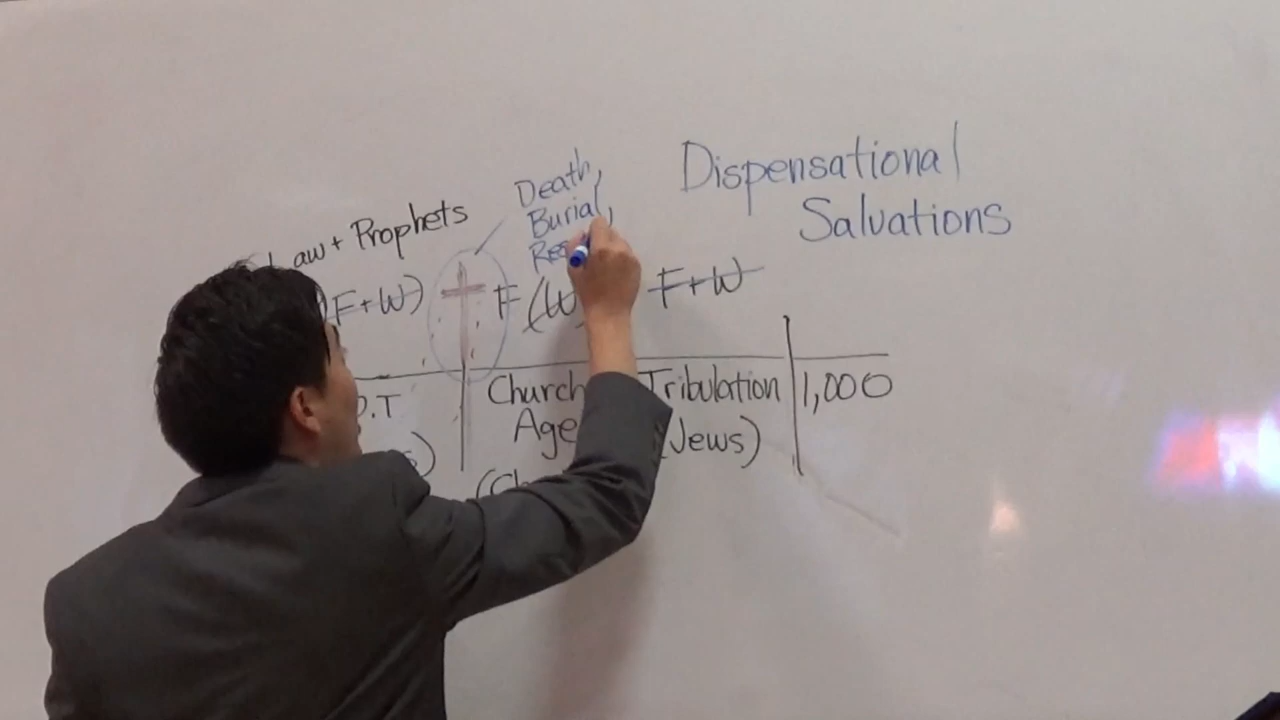 Dispensational
Salvations
Death,
Burial,
Law + Prophets
(F+W)
F (W
F+W
O.T
Church
Age
Tribulation
(Jews)
1,000